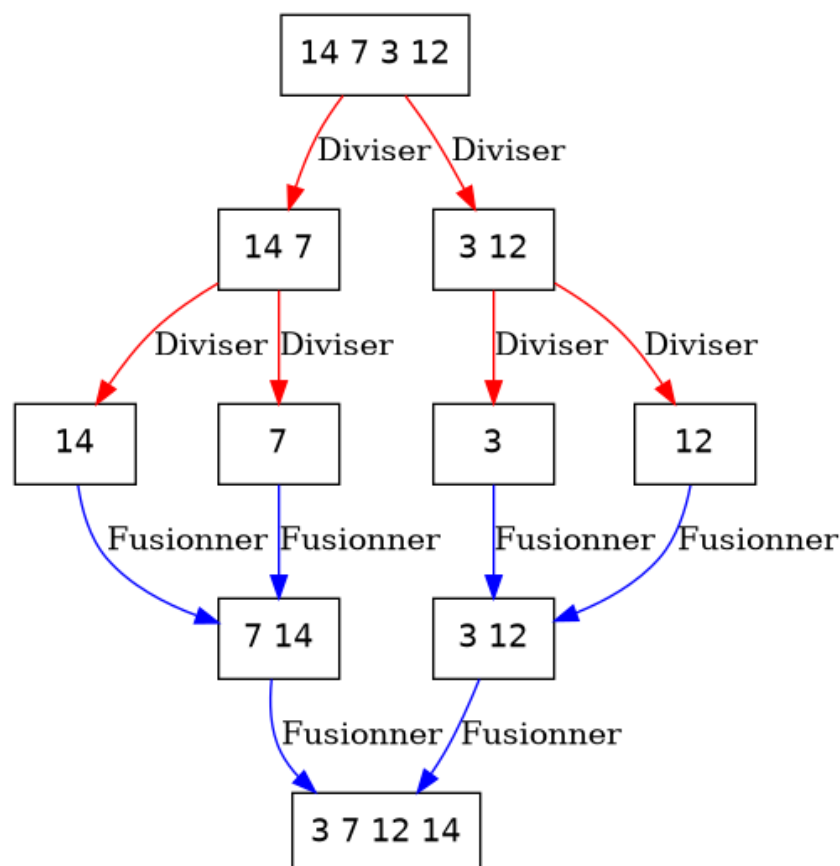 14 7 3 12
Diviser Diviser
14 7 3 12
Diviser Diviser Diviser Diviser
14 7 3 12
Fusionner Fusionner Fusionner Fusionner
7 14 3 12
Fusionner Fusionner
3 7 12 14